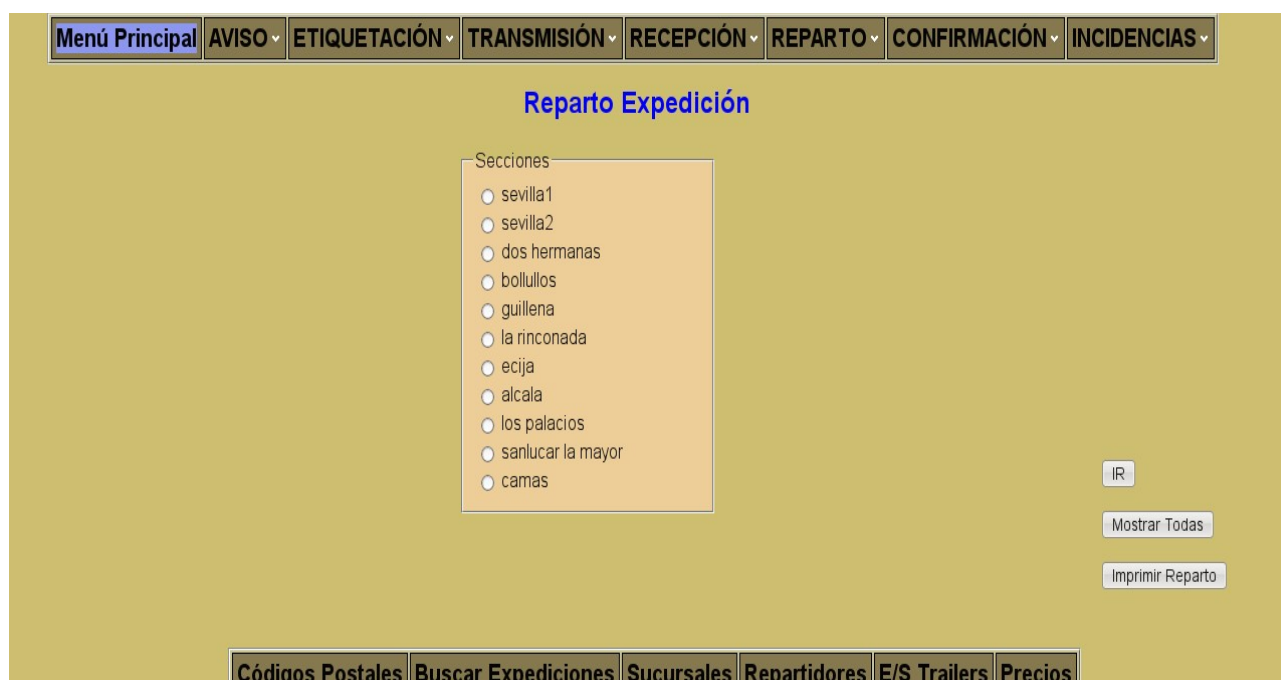 Menú Principal AVISO ETIQUETACIÓN TRANSMISIÓN RECEPCIÓN REPARTO CONFIRMACIÓN INCIDENCIAS
Reparto Expedición
Secciones
sevilla1
sevilla2
dos hermanas
bollullos
guillena
la rinconada
ecija
alcala
los palacios
sanlucar la mayor
camas
IR
Mostrar Todas
Imprimir Reparto
Códigos Postales Buscar Expediciones Sucursales Repartidores E/S Trailers Precios